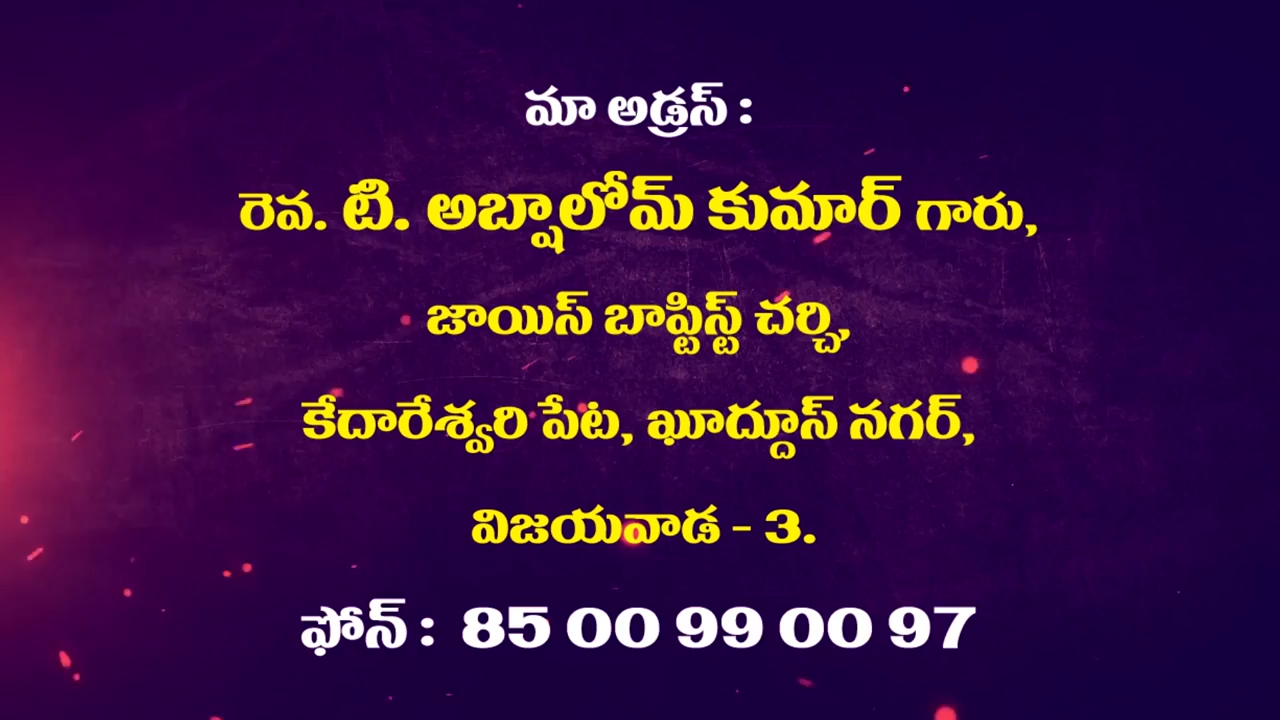 మా అడ్రస్ :
రెవ. టి. అబ్షాలోమ్ కుమార్ గారు,
జాయిస్ బాప్టిస్ట్ చర్చి,
కేదారేశ్వరి పేట, ఖూద్దూస్ నగర్,
విజయవాడ - 3.
ఫోన్ : 85 00 99 00 97